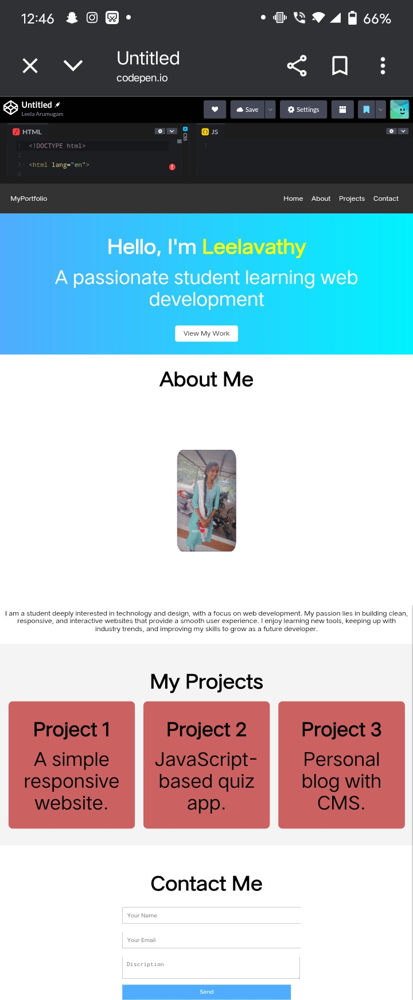 12:46
66%
Untitled
codepen.io
Untitled
Leela Arumugam
Save
Settings
HTML
CSS
JS
1 <!DOCTYPE html>
2
3 <html lang="en">
4
1
MyPortfolio
Home About Projects Contact
Hello, I'm Leelavathy
A passionate student learning web
development
View My Work
About Me
I am a student deeply interested in technology and design, with a focus on web development. My passion lies in building clean,
responsive, and interactive websites that provide a smooth user experience. I enjoy learning new tools, keeping up with
industry trends, and improving my skills to grow as a future developer.
My Projects
Project 1
A simple
responsive
website.
Project 2
JavaScript-
based quiz
app.
Project 3
Personal
blog with
CMS.
Contact Me
Your Name
Your Email
Discription
Send